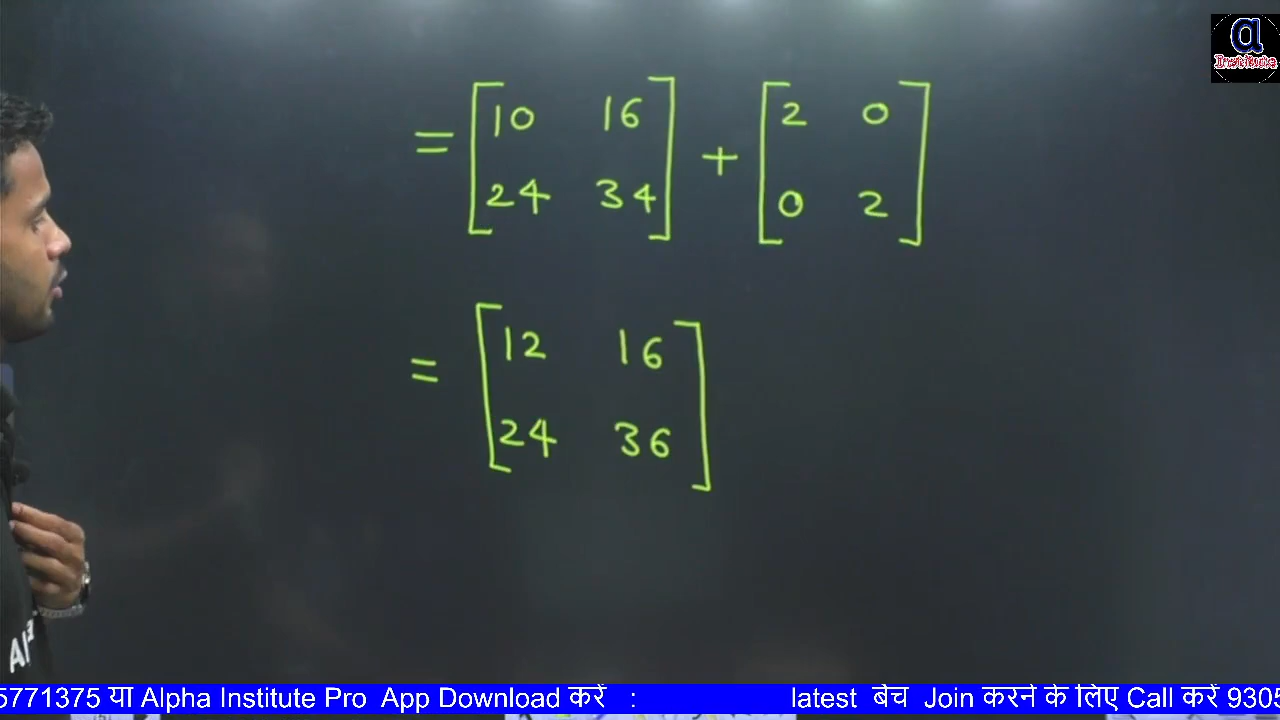 α
Institute
= [10 16
24 34] + [2 0
0 2]
= [12 16
24 36]
5771375 या Alpha Institute Pro App Download करें : latest बैच Join करने के लिए Call करें 9305